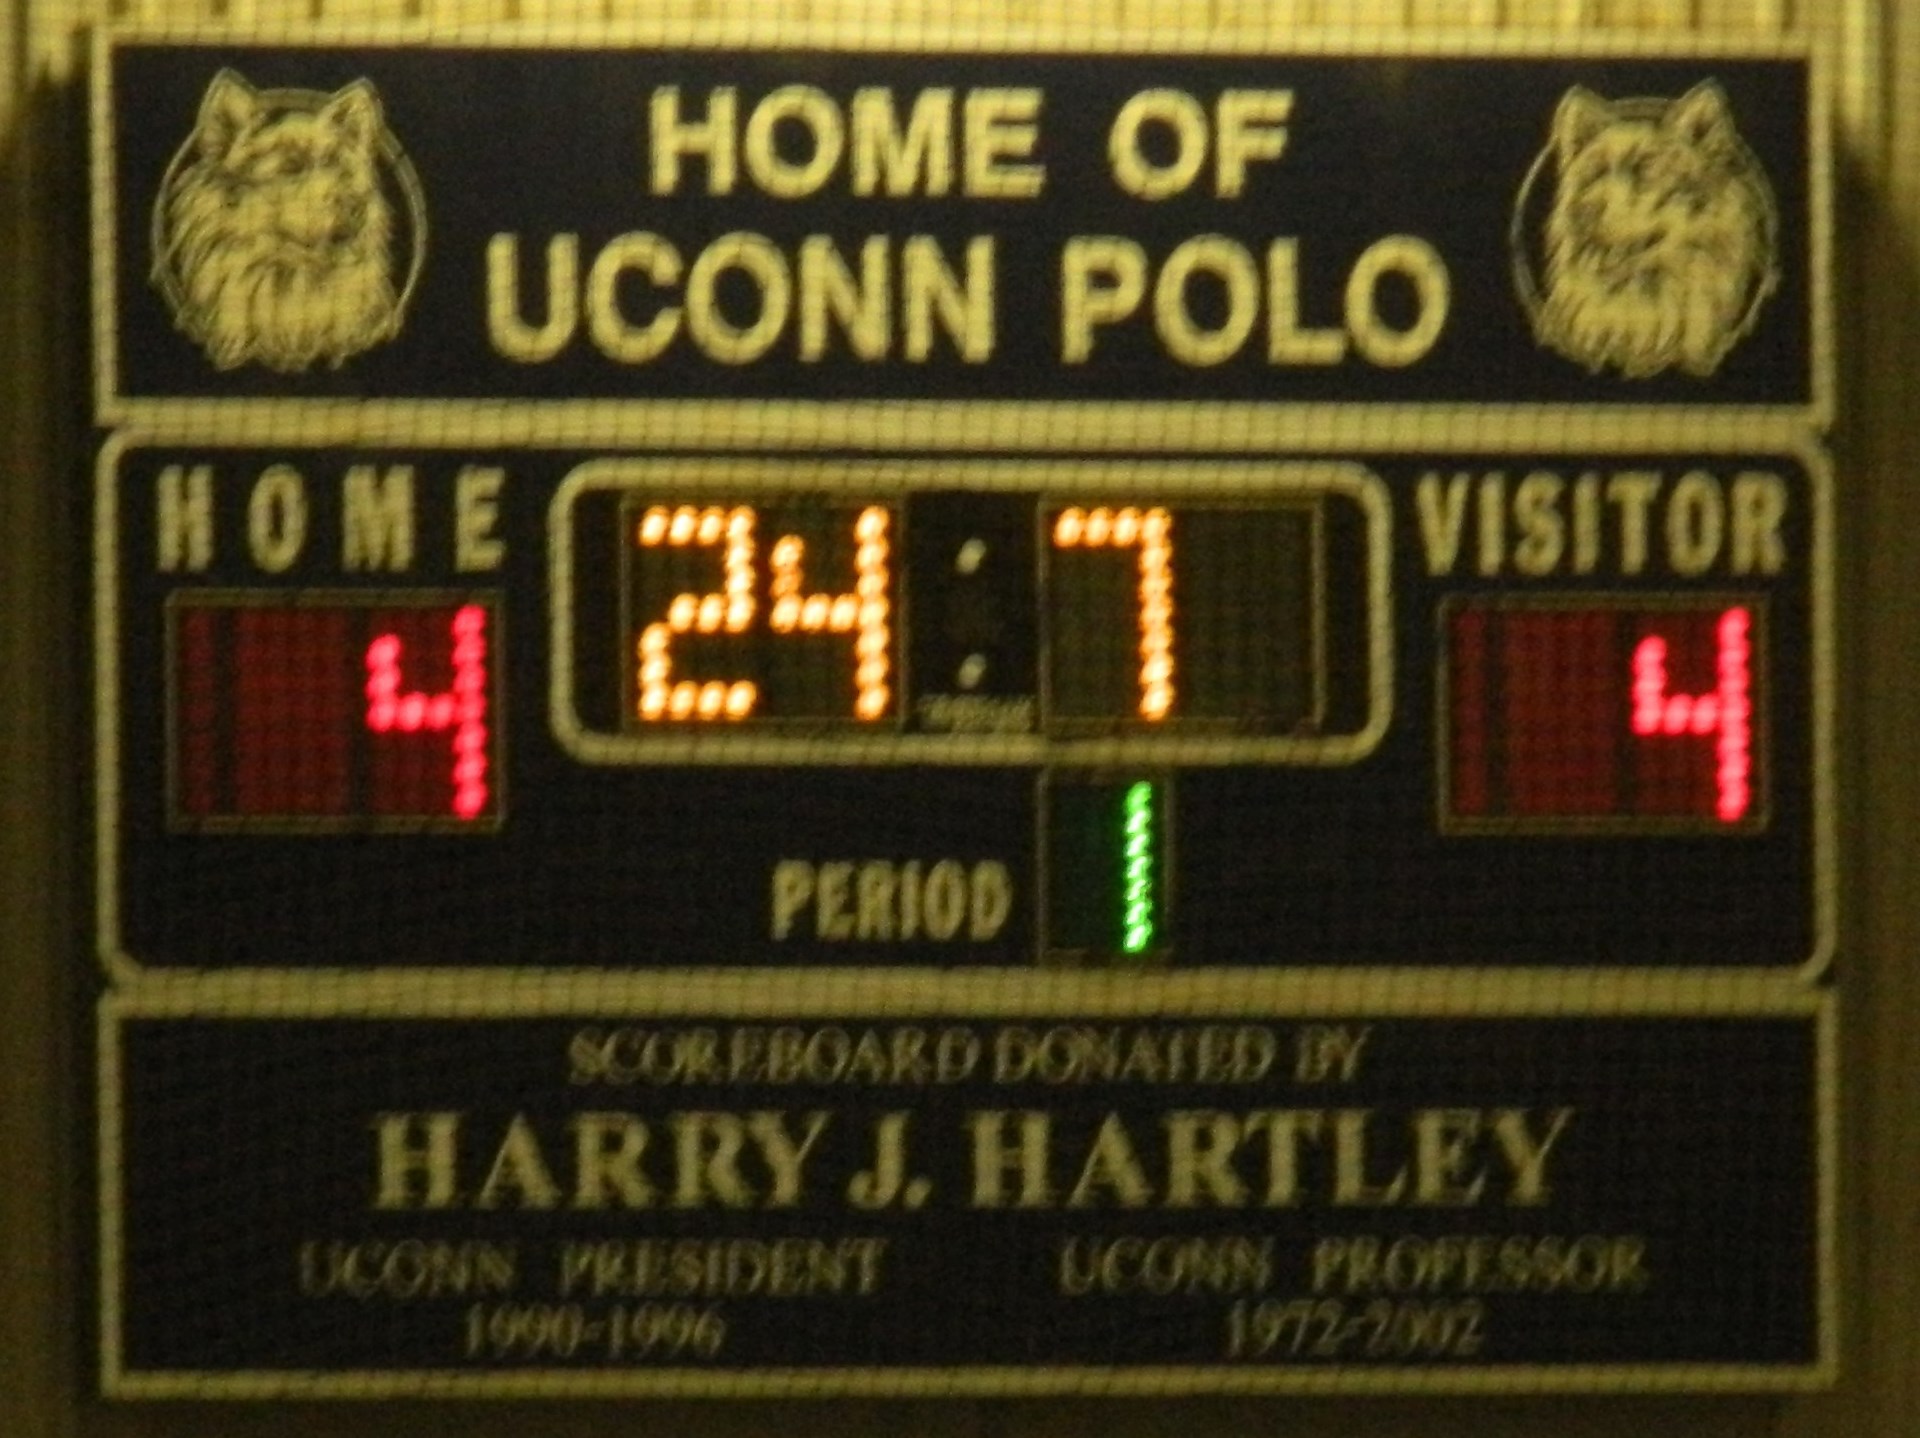 HOME OF
UCONN POLO
HOME 24 : 7 VISITOR
4 4
PERIOD 1
SCOREBOARD DONATED BY
HARRY J. HARTLEY
UCONN PRESIDENT UCONN PROFESSOR
1990-1996 1972-2002